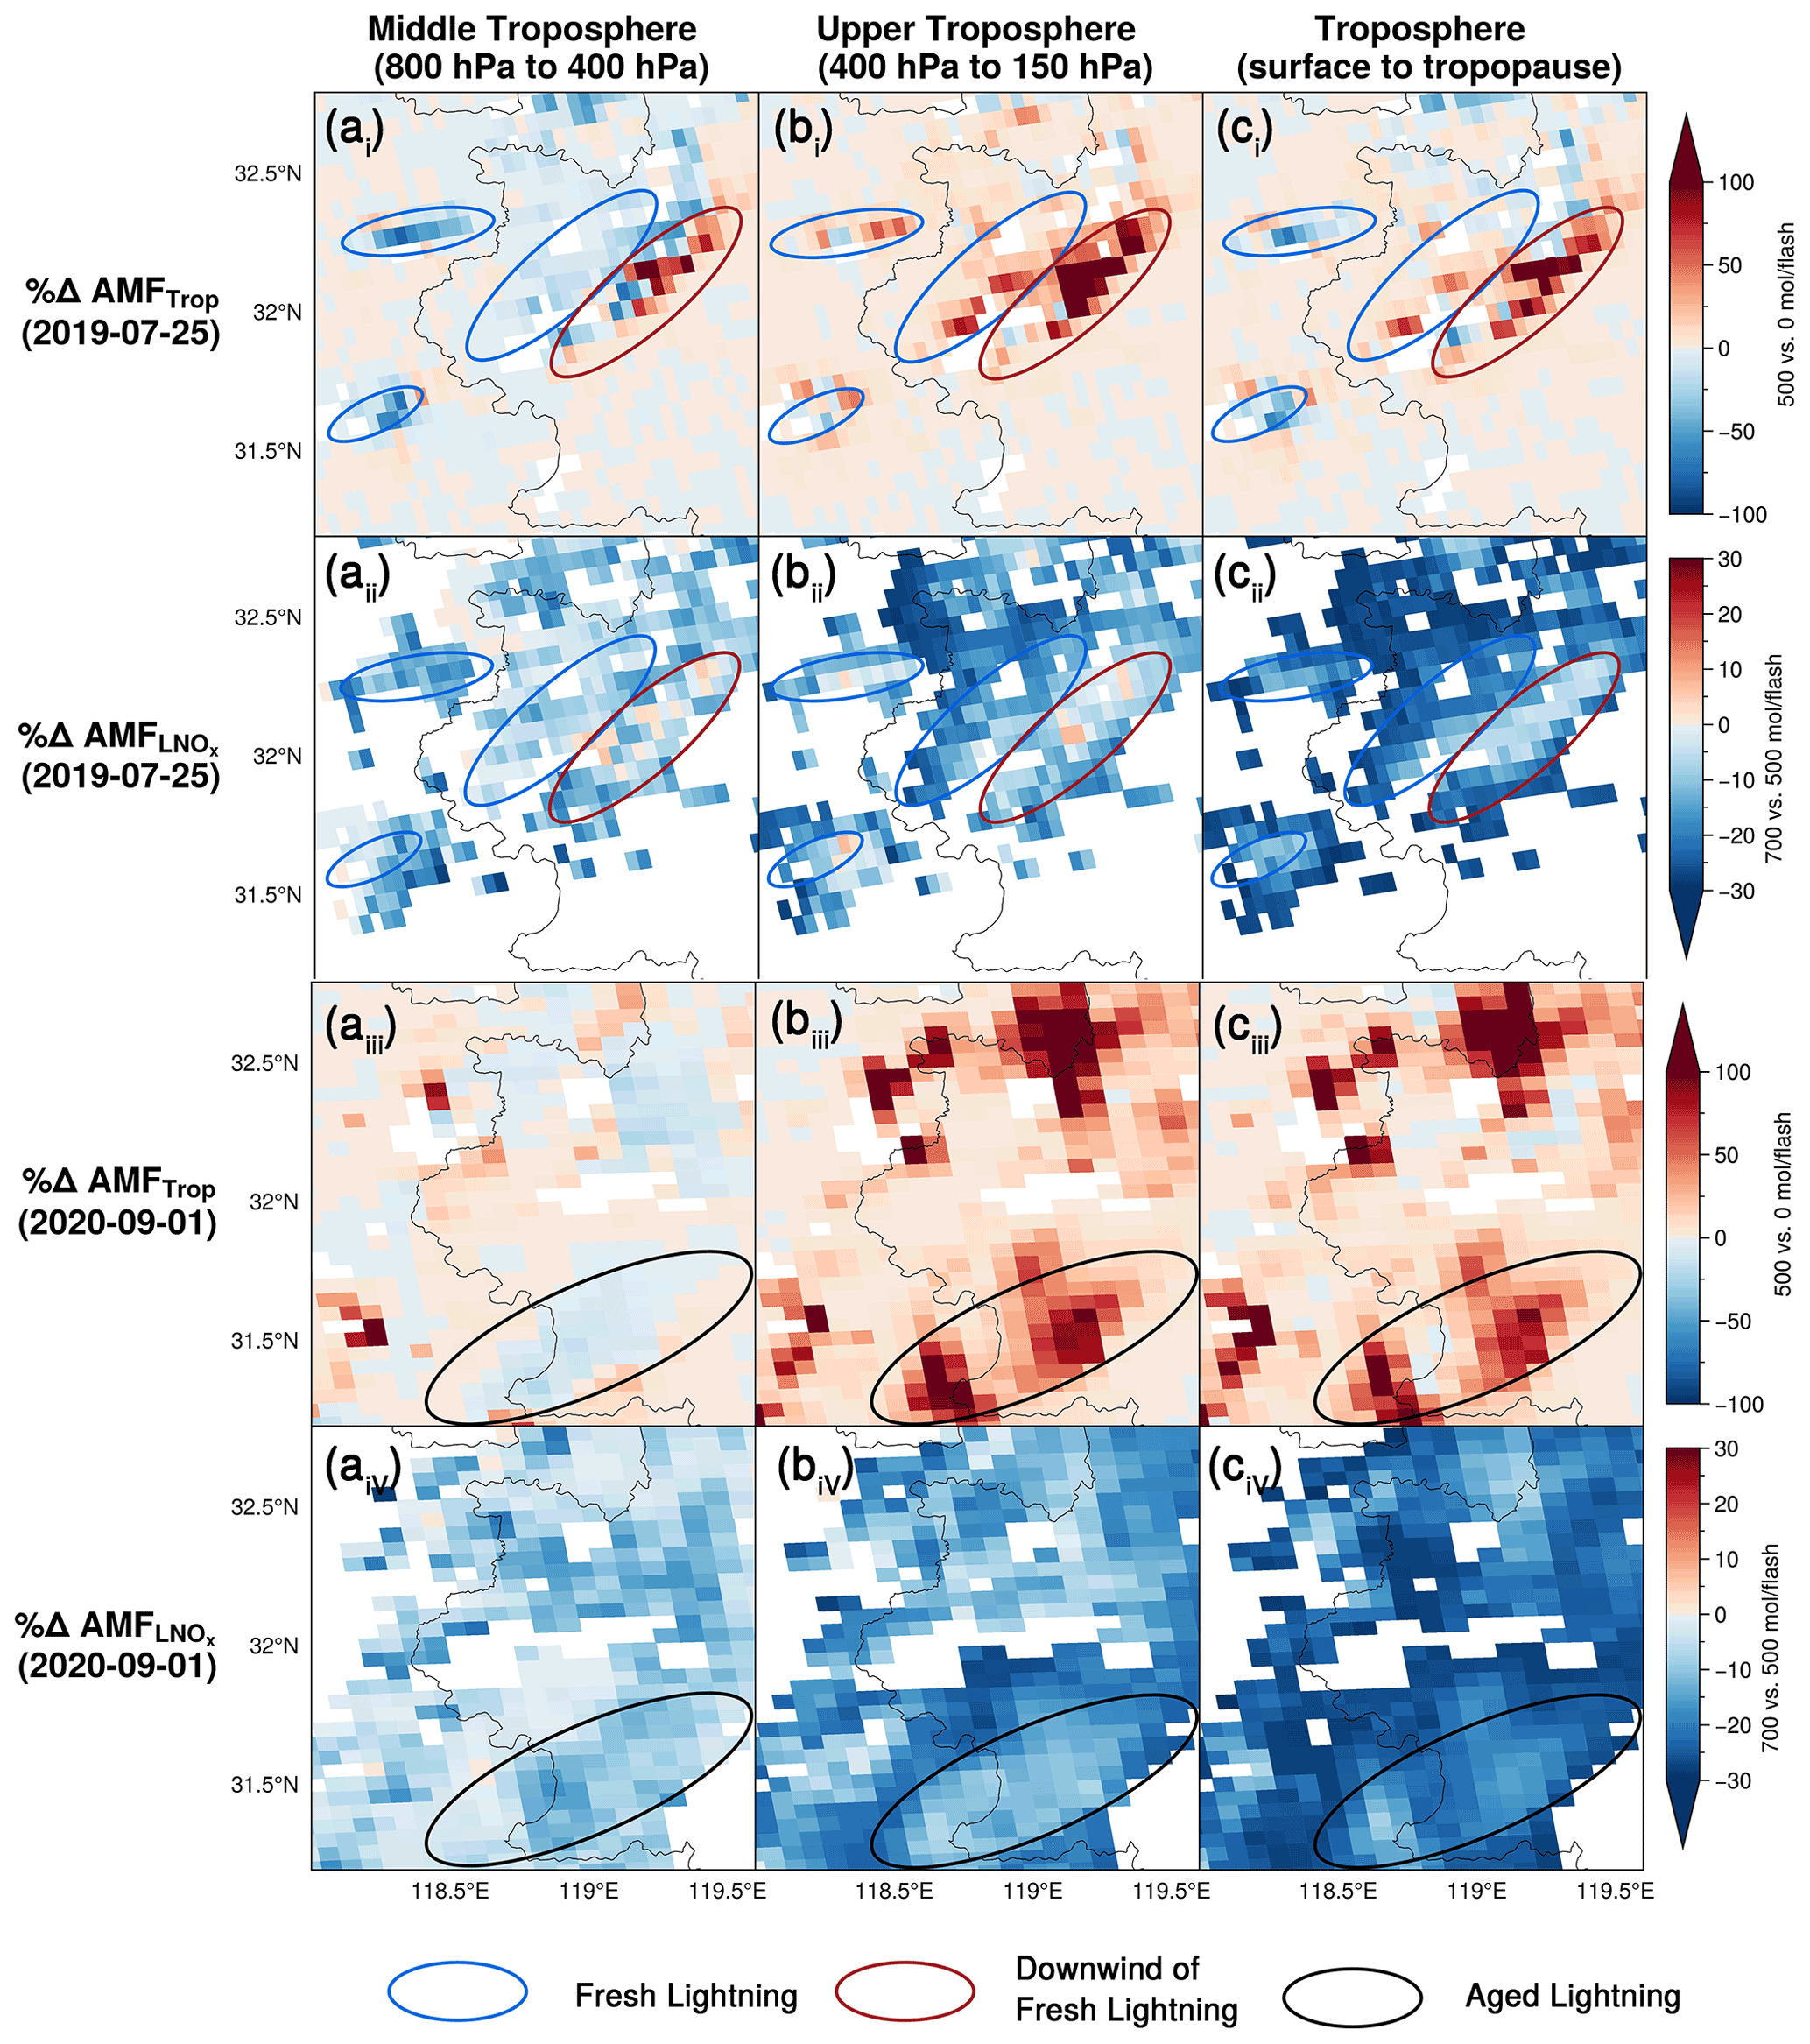 Middle Troposphere
(800 hPa to 400 hPa)
Upper Troposphere
(400 hPa to 150 hPa)
Troposphere
(surface to tropopause)
%Δ AMFTrop
(2019-07-25)
32.5°N
32°N
31.5°N
(ai)
(bi)
(ci)
100
50
0
−50
−100
500 vs. 0 mol/flash
%Δ AMFLNOx
(2019-07-25)
32.5°N
32°N
31.5°N
(aii)
(bii)
(cii)
30
20
10
0
−10
−20
−30
700 vs. 500 mol/flash
%Δ AMFTrop
(2020-09-01)
32.5°N
32°N
31.5°N
(aiii)
(biii)
(ciii)
100
50
0
−50
−100
500 vs. 0 mol/flash
%Δ AMFLNOx
(2020-09-01)
32.5°N
32°N
31.5°N
(aiV)
(biV)
(ciV)
30
20
10
0
−10
−20
−30
700 vs. 500 mol/flash
118.5°E
119°E
119.5°E
118.5°E
119°E
119.5°E
118.5°E
119°E
119.5°E
Fresh Lightning
Downwind of
Fresh Lightning
Aged Lightning